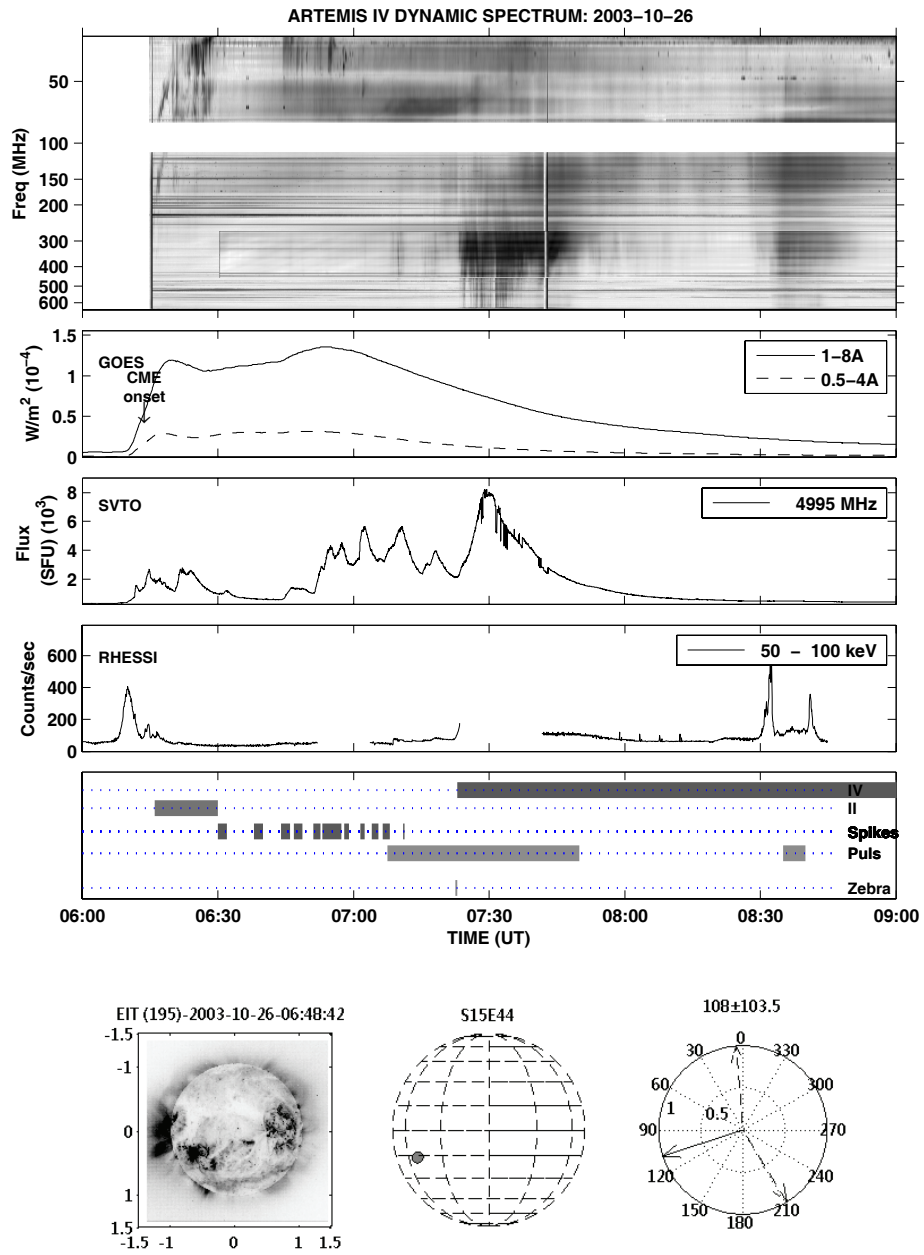 ARTEMIS IV DYNAMIC SPECTRUM: 2003−10−26
Freq (MHz)
50
100
150
200
300
400
500
600
W/m² (10⁻⁴)
1.5
1
0.5
0
GOES
CME
onset
1−8A
0.5−4A
Flux
(SFU) (10³)
8
6
4
2
SVTO
4995 MHz
Counts/sec
600
400
200
0
RHESSI
50 − 100 keV
IV
II
Spikes
Puls
Zebra
06:00 06:30 07:00 07:30 08:00 08:30 09:00
TIME (UT)
EIT (195)-2003-10-26-06:48:42
-1.5
-1
0
1
1.5
-1.5 -1 0 1 1.5
S15E44
108±103.5
0
30 330
60 300
1 0.5
90 270
120 240
150 210
180